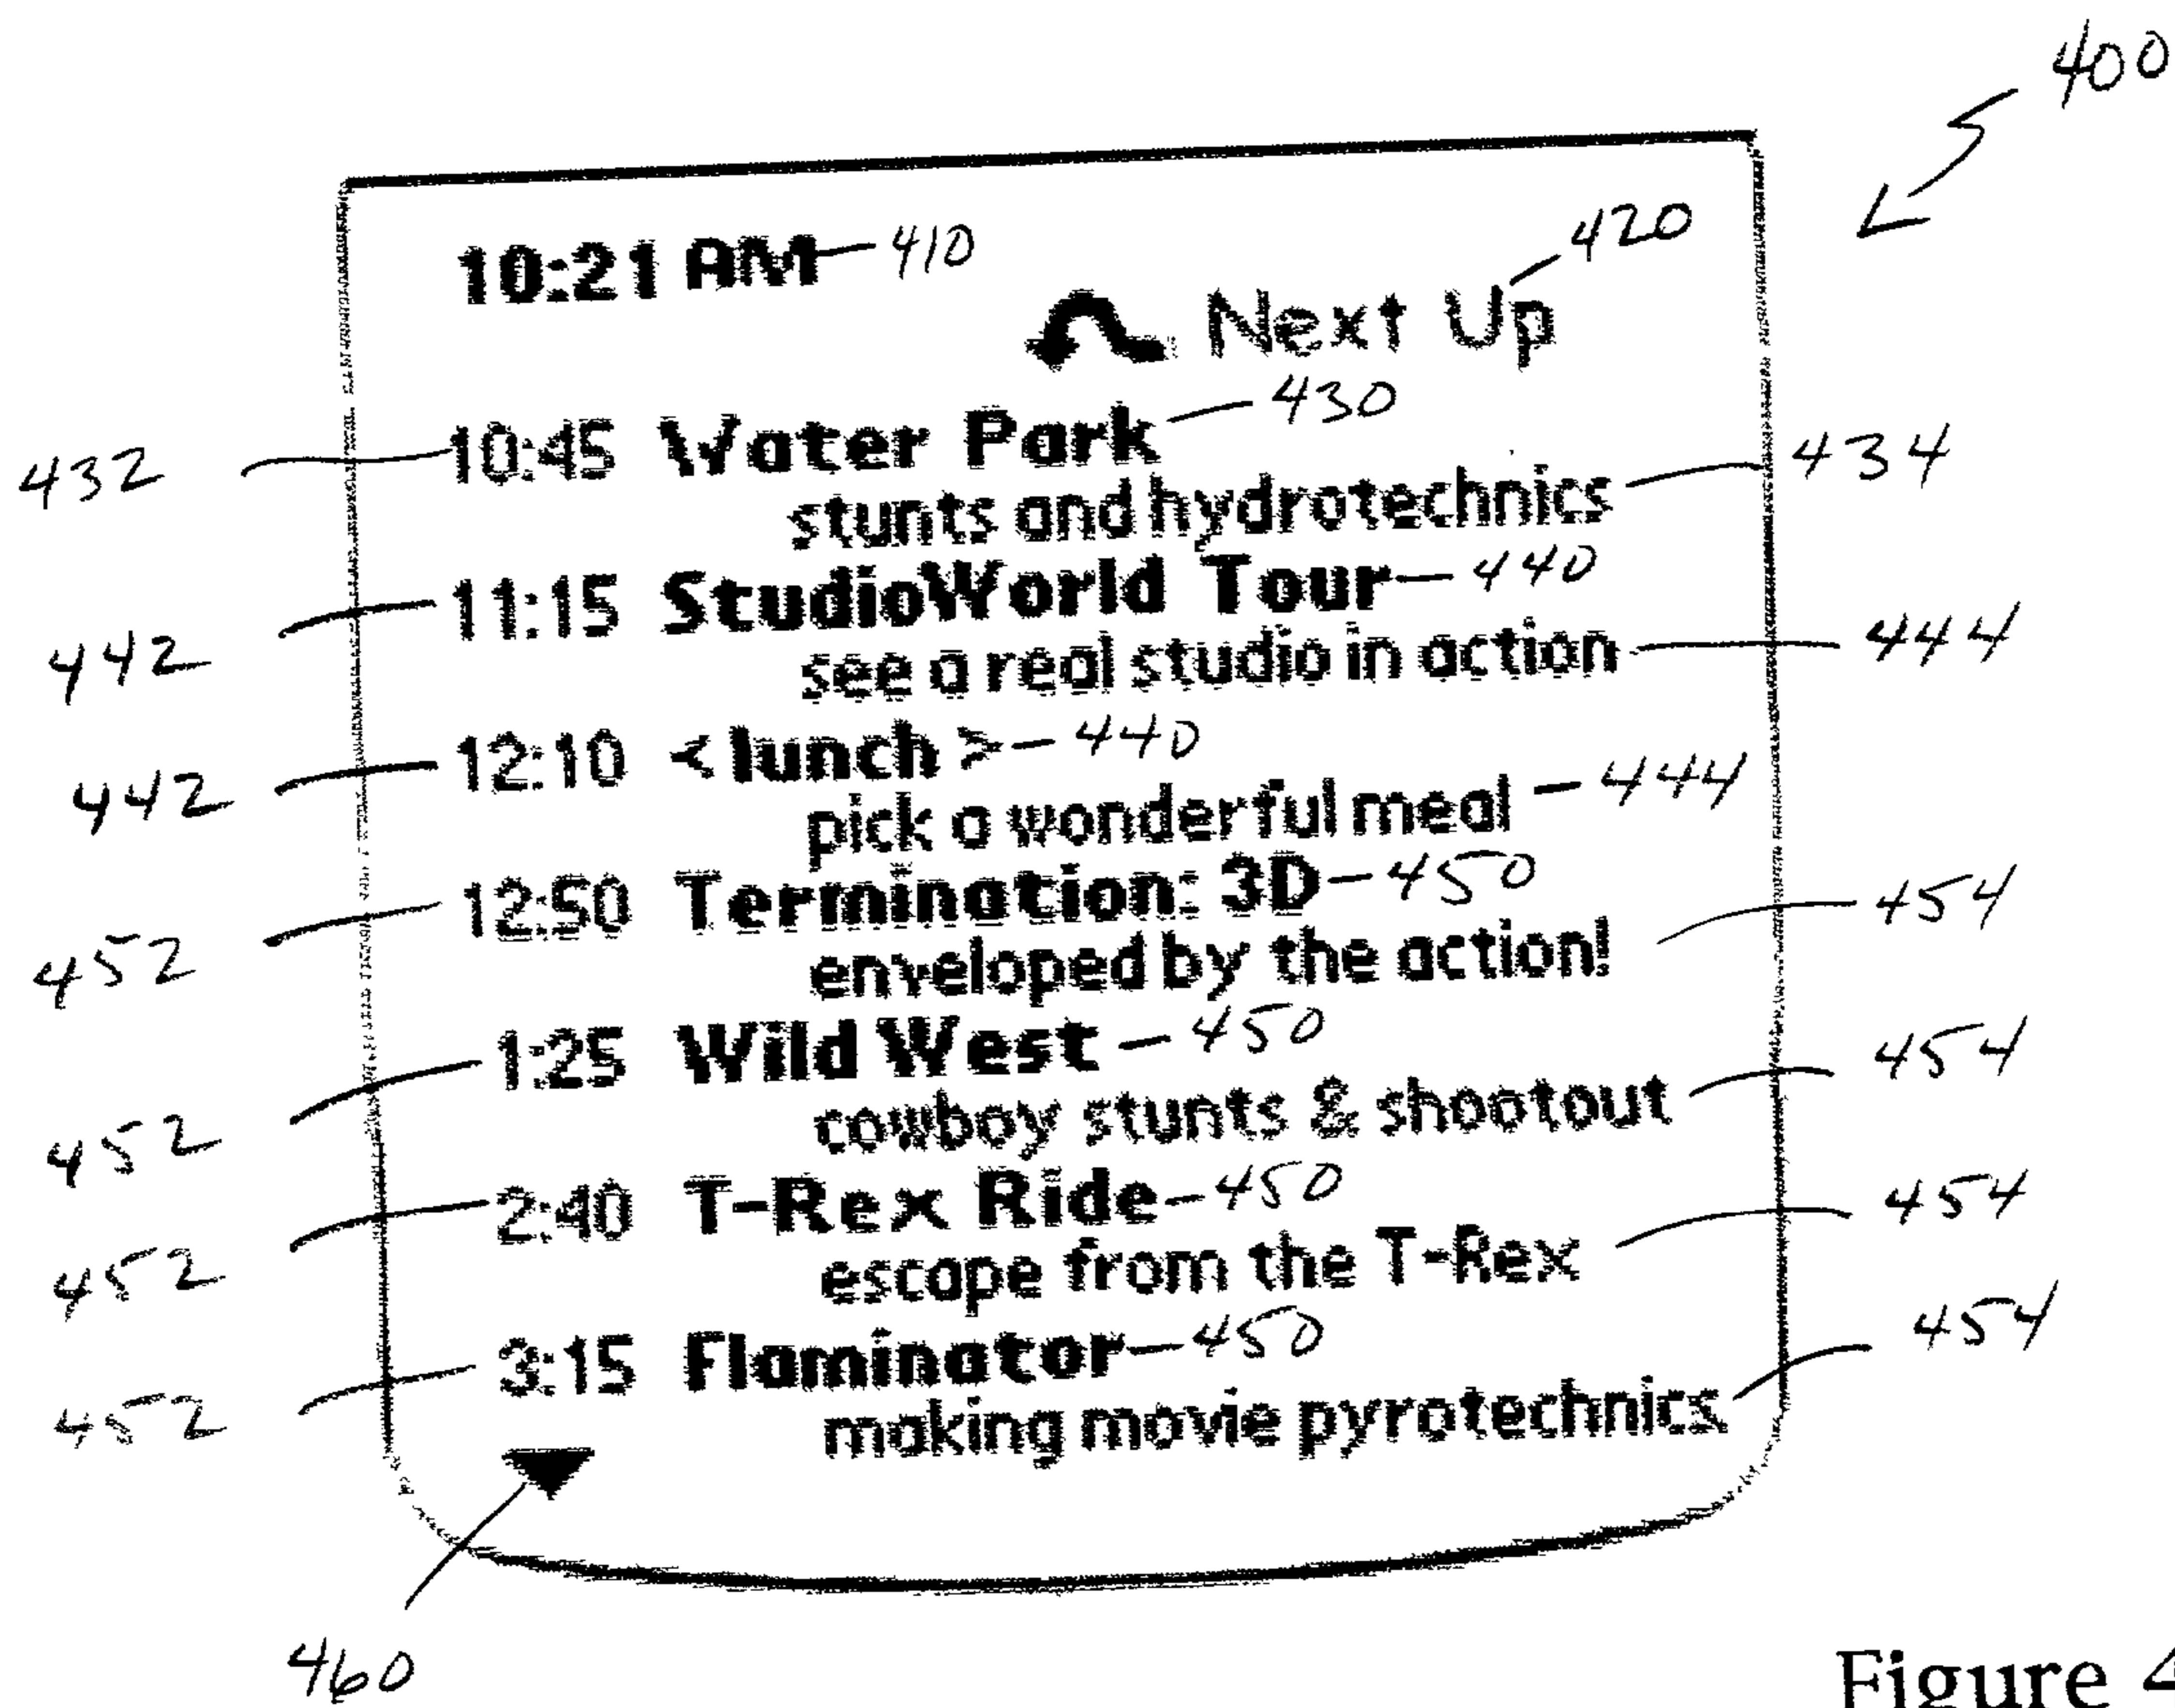 400
10:21 AM 410
Next Up 420
432 10:45 Water Park 430
stunts and hydrotechnics 434
442 11:15 StudioWorld Tour 440
see a real studio in action 444
442 12:10 <lunch> 440
pick a wonderful meal 444
452 12:50 Termination: 3D 450
enveloped by the action! 454
452 1:25 Wild West 450
cowboy stunts & shootout 454
452 2:40 T-Rex Ride 450
escape from the T-Rex 454
452 3:15 Flaminator 450
making movie pyrotechnics 454
460
Figure 4